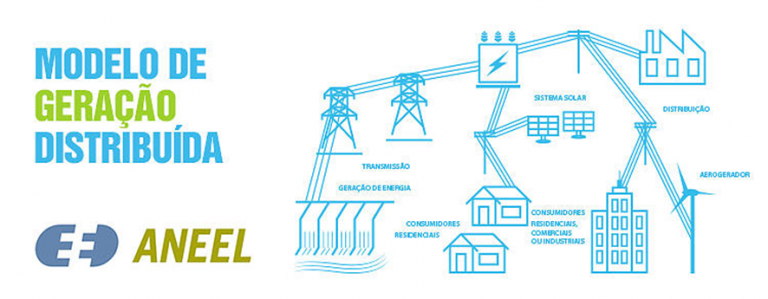 MODELO DE
GERAÇÃO
DISTRIBUÍDA
ANEEL
SISTEMA SOLAR
DISTRIBUIÇÃO
TRANSMISSÃO
AEROGERADOR
GERAÇÃO DE ENERGIA
CONSUMIDORES
RESIDENCIAIS
CONSUMIDORES
RESIDENCIAIS,
COMERCIAIS
OU INDUSTRIAIS